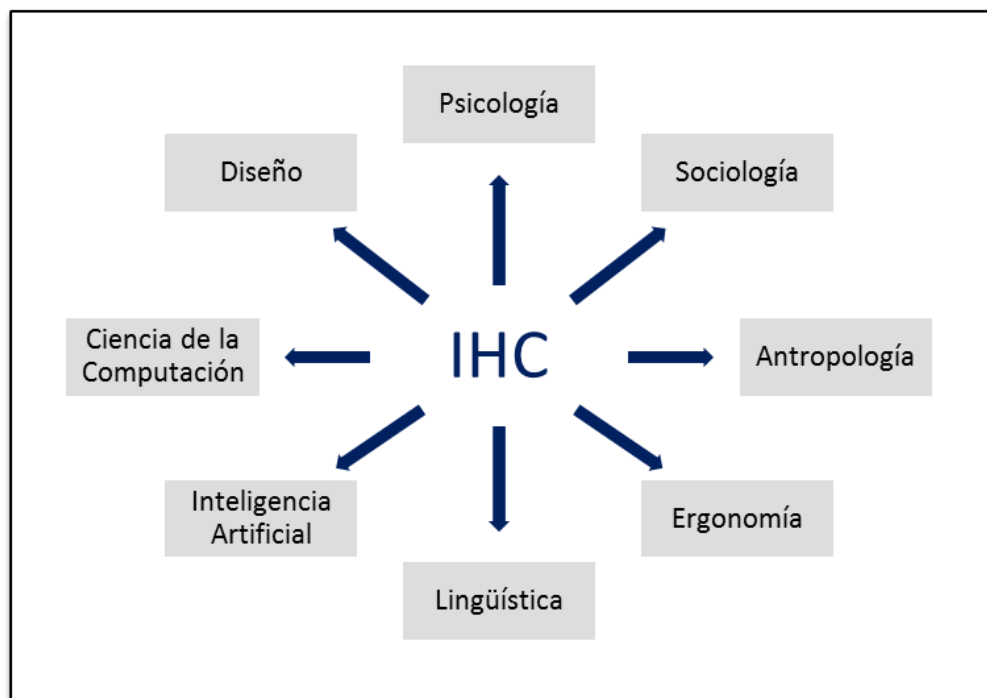 Psicología
Diseño
Sociología
Ciencia de la
Computación
IHC
Antropología
Inteligencia
Artificial
Ergonomía
Lingüística